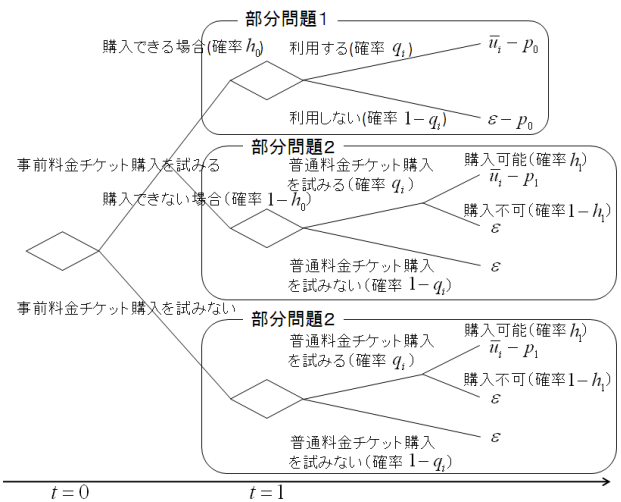 部分問題1
購入できる場合(確率 h₀)
利用する(確率 qᵢ)
ūᵢ − p₀
利用しない(確率 1−qᵢ)
ε − p₀
事前料金チケット購入を試みる
購入できない場合(確率 1−h₀)
部分問題2
普通料金チケット購入
を試みる(確率 qᵢ)
購入可能(確率 h₁)
ūᵢ − p₁
購入不可(確率1−h₁)
ε
ε
普通料金チケット購入
を試みない(確率 1−qᵢ)
事前料金チケット購入を試みない
部分問題2
普通料金チケット購入
を試みる(確率 qᵢ)
購入可能(確率 h₁)
ūᵢ − p₁
購入不可(確率1−h₁)
ε
ε
普通料金チケット購入
を試みない(確率 1−qᵢ)
t = 0
t = 1